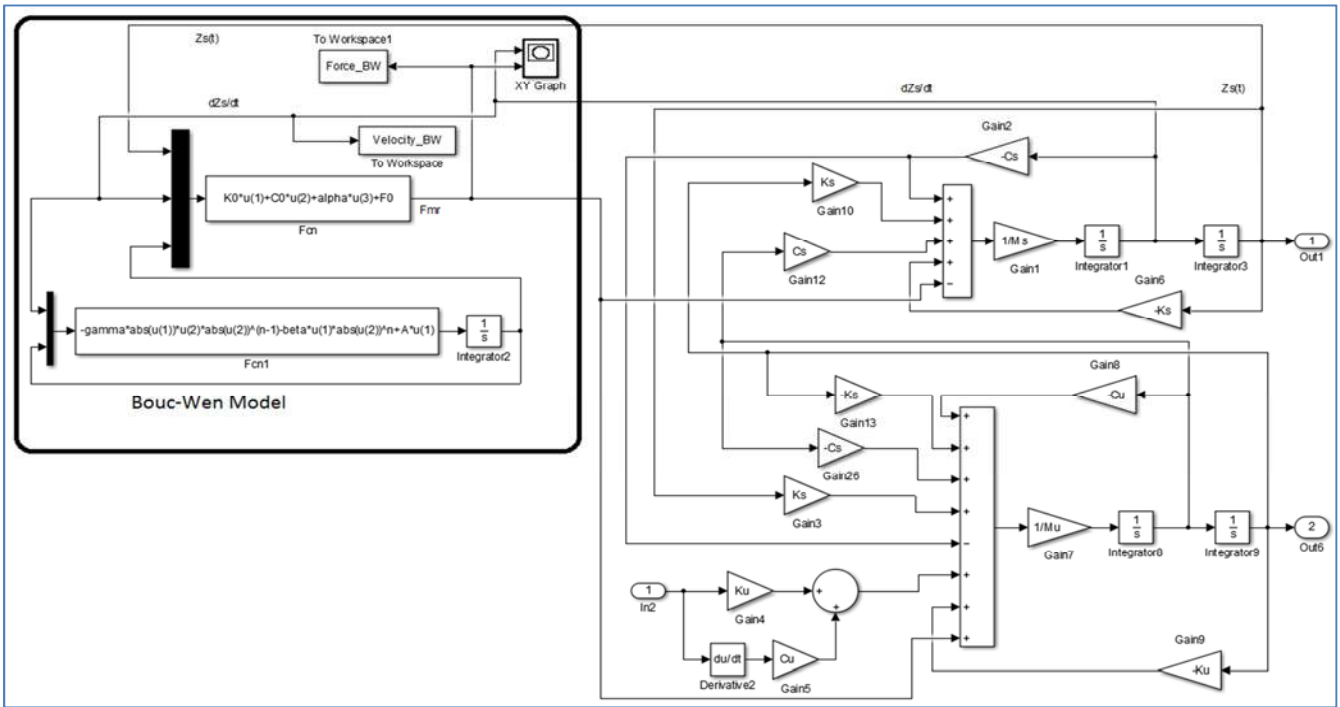 Zs(t)
To Workspace1
Force_BW
XY Graph
dZs/dt
Velocity_BW
To Workspace
K0*u(1)+C0*u(2)+alpha*u(3)+F0
Fcn
Fmr
-gamma*abs(u(1))*u(2)*abs(u(2))^(n-1)-beta*u(1)*abs(u(2))^n+A*u(1)
Fcn1
1
s
Integrator2
Bouc-Wen Model
dZs/dt
Zs(t)
Gain2
-Cs
Ks
Gain10
Cs
Gain12
+
+
+
+
−
1/Ms
Gain1
1
s
Integrator1
1
s
Integrator3
1
Out1
Gain6
-Ks
Gain8
-Cu
-Ks
Gain13
-Cs
Gain26
Ks
Gain3
+
+
+
+
−
+
+
+
1/Mu
Gain7
1
s
Integrator8
1
s
Integrator9
2
Out6
1
In2
Ku
Gain4
+
+
du/dt
Derivative2
Cu
Gain5
Gain9
-Ku